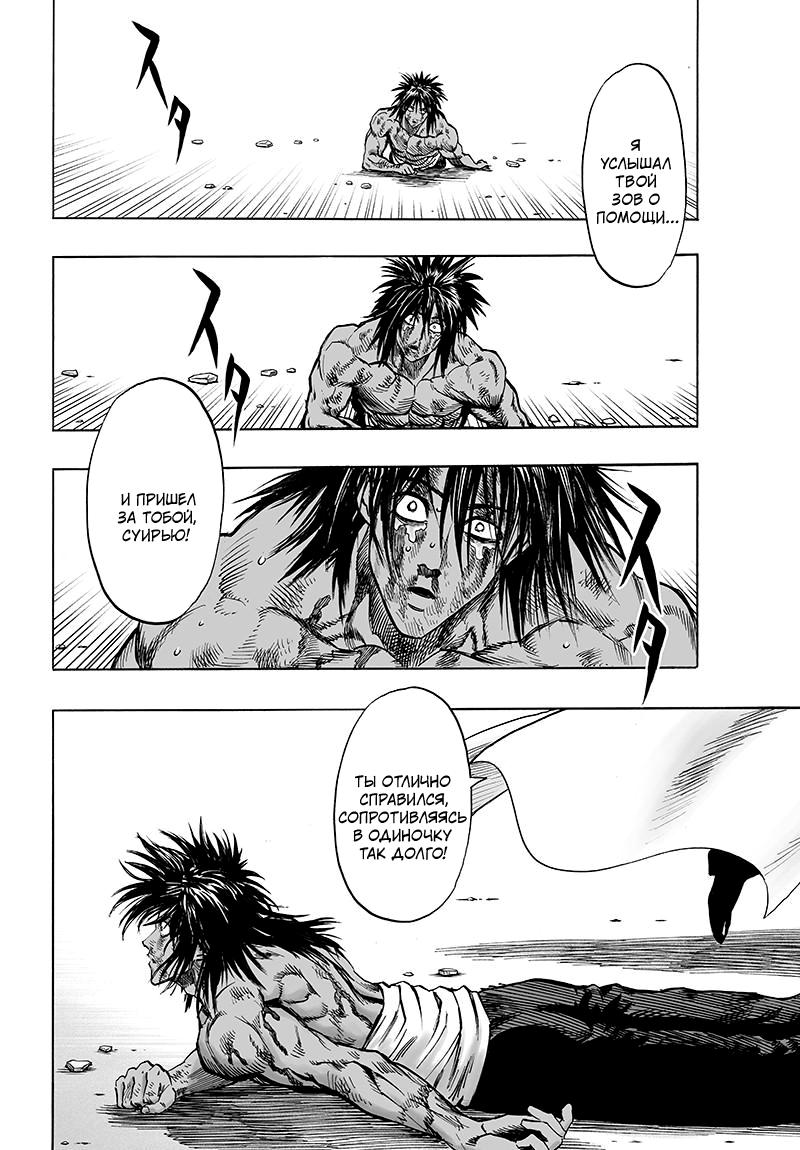 スタ
Я
УСЛЫШАЛ
ТВОЙ
ЗОВ О
ПОМОЩИ...
スタ
И ПРИШЕЛ
ЗА ТОБОЙ,
СУИРЬЮ!
スタ
ТЫ ОТЛИЧНО
СПРАВИЛСЯ,
СОПРОТИВЛЯЯСЬ
В ОДИНОЧКУ
ТАК ДОЛГО!